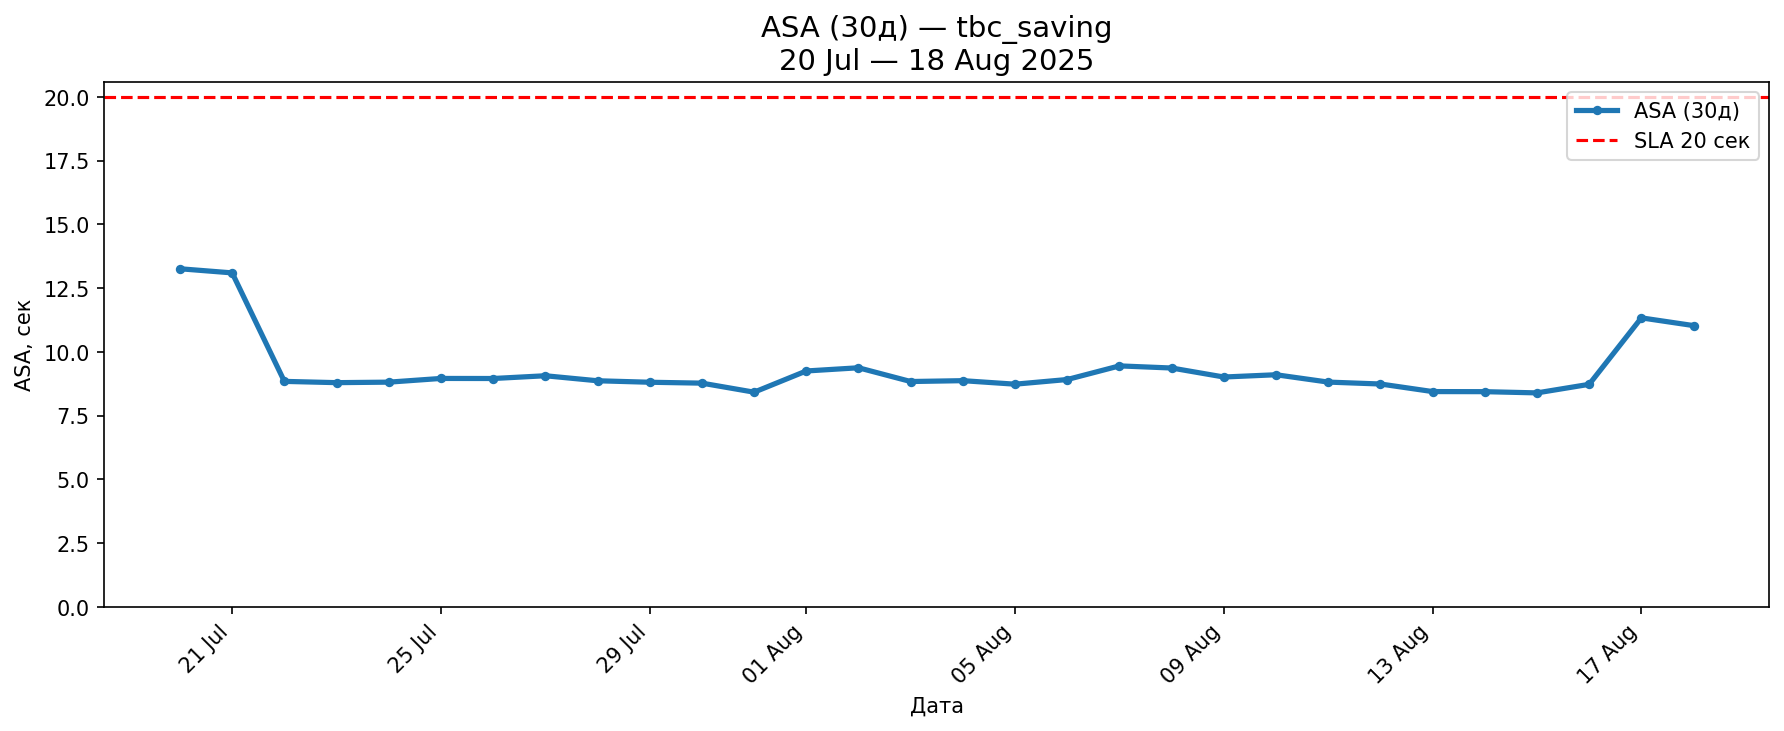 ASA (30д) — tbc_saving
20 Jul — 18 Aug 2025
ASA (30д)
SLA 20 сек
ASA, сек
20.0
17.5
15.0
12.5
10.0
7.5
5.0
2.5
0.0
21 Jul
25 Jul
29 Jul
01 Aug
05 Aug
09 Aug
13 Aug
17 Aug
Дата